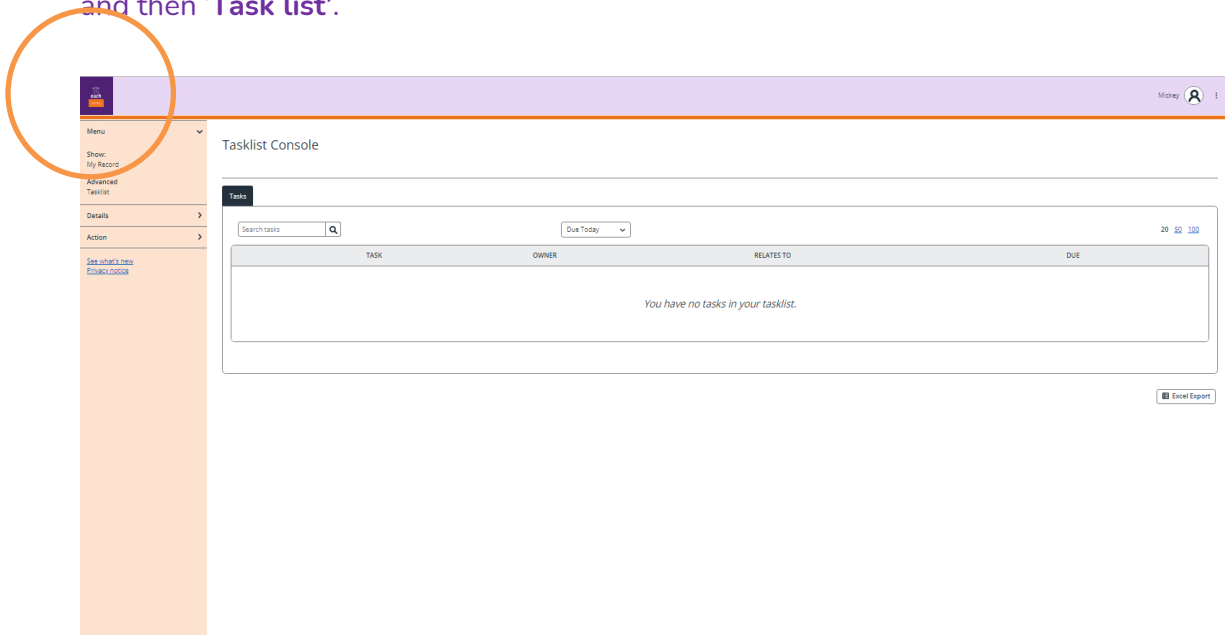 and then 'Task list'.
each
Mickey
Menu
Show:
My Record
Advanced
Tasklist
Details
Action
See what's new
Privacy notice
Tasklist Console
Tasks
Search tasks
Due Today
20 50 100
TASK OWNER RELATES TO DUE
You have no tasks in your tasklist.
Excel Export